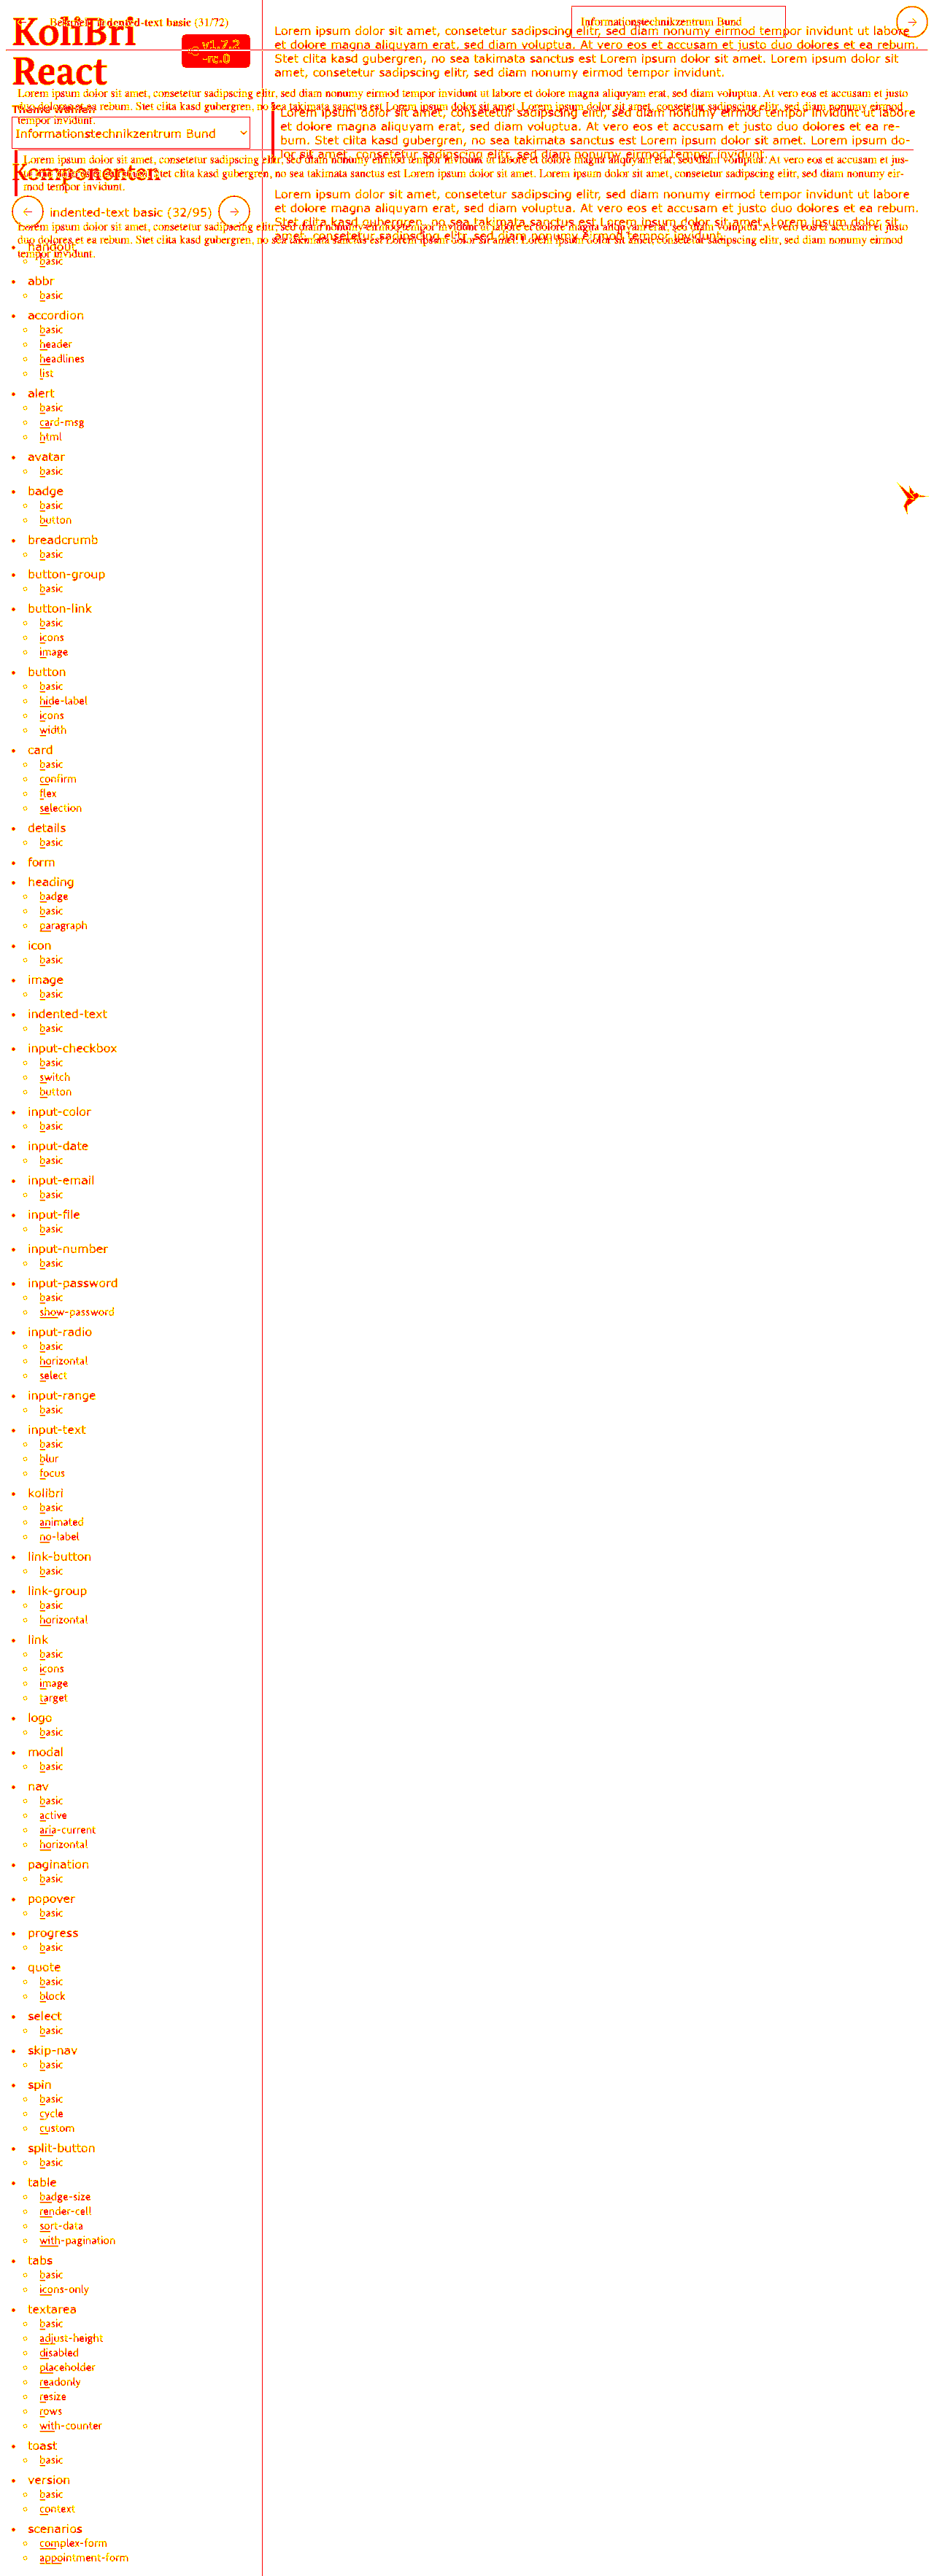 KoliBri
React
v1.7.2
-rc.0
indented-text basic (31/72)
Informationstechnikzentrum Bund
Lorem ipsum dolor sit amet, consetetur sadipscing elitr, sed diam nonumy eirmod tempor invidunt ut labore
et dolore magna aliquyam erat, sed diam voluptua. At vero eos et accusam et justo duo dolores et ea rebum.
Stet clita kasd gubergren, no sea takimata sanctus est Lorem ipsum dolor sit amet. Lorem ipsum dolor sit
amet, consetetur sadipscing elitr, sed diam nonumy eirmod tempor invidunt.
Lorem ipsum dolor sit amet, consetetur sadipscing elitr, sed diam nonumy eirmod tempor invidunt ut labore et dolore magna aliquyam erat, sed diam voluptua. At vero eos et accusam et justo
duo dolores et ea rebum. Stet clita kasd gubergren, no sea takimata sanctus est Lorem ipsum dolor sit amet. Lorem ipsum dolor sit amet, consetetur sadipscing elitr, sed diam nonumy eirmod
tempor invidunt.
Lorem ipsum dolor sit amet, consetetur sadipscing elitr, sed diam nonumy eirmod tempor invidunt ut labore
et dolore magna aliquyam erat, sed diam voluptua. At vero eos et accusam et justo duo dolores et ea re-
bum. Stet clita kasd gubergren, no sea takimata sanctus est Lorem ipsum dolor sit amet. Lorem ipsum do-
lor sit amet, consetetur sadipscing elitr, sed diam nonumy eirmod tempor invidunt.
Informationstechnikzentrum Bund
Lorem ipsum dolor sit amet, consetetur sadipscing elitr, sed diam nonumy eirmod tempor invidunt ut labore et dolore magna aliquyam erat, sed diam voluptua. At vero eos et accusam et jus-
to duo dolores et ea rebum. Stet clita kasd gubergren, no sea takimata sanctus est Lorem ipsum dolor sit amet. Lorem ipsum dolor sit amet, consetetur sadipscing elitr, sed diam nonumy eir-
mod tempor invidunt.
Komponenten
Lorem ipsum dolor sit amet, consetetur sadipscing elitr, sed diam nonumy eirmod tempor invidunt ut labore
et dolore magna aliquyam erat, sed diam voluptua. At vero eos et accusam et justo duo dolores et ea rebum.
Stet clita kasd gubergren, no sea takimata sanctus est Lorem ipsum dolor sit amet. Lorem ipsum dolor sit
amet, consetetur sadipscing elitr, sed diam nonumy eirmod tempor invidunt.
indented-text basic (32/95)
Lorem ipsum dolor sit amet, consetetur sadipscing elitr, sed diam nonumy eirmod tempor invidunt ut labore et dolore magna aliquyam erat, sed diam voluptua. At vero eos et accusam et justo
duo dolores et ea rebum. Stet clita kasd gubergren, no sea takimata sanctus est Lorem ipsum dolor sit amet. Lorem ipsum dolor sit amet, consetetur sadipscing elitr, sed diam nonumy eirmod
tempor invidunt.
handout
basic
abbr
basic
accordion
basic
header
headlines
list
alert
basic
card-msg
html
avatar
basic
badge
basic
button
breadcrumb
basic
button-group
basic
button-link
basic
icons
image
button
basic
hide-label
icons
width
card
basic
confirm
flex
selection
details
basic
form
heading
badge
basic
paragraph
icon
basic
image
basic
indented-text
basic
input-checkbox
basic
switch
button
input-color
basic
input-date
basic
input-email
basic
input-file
basic
input-number
basic
input-password
basic
show-password
input-radio
basic
horizontal
select
input-range
basic
input-text
basic
blur
focus
kolibri
basic
animated
no-label
link-button
basic
link-group
basic
horizontal
link
basic
icons
image
target
logo
basic
modal
basic
nav
basic
active
aria-current
horizontal
pagination
basic
popover
basic
progress
basic
quote
basic
block
select
basic
skip-nav
basic
spin
basic
cycle
custom
split-button
basic
table
badge-size
render-cell
sort-data
with-pagination
tabs
basic
icons-only
textarea
basic
adjust-height
disabled
placeholder
readonly
resize
rows
with-counter
toast
basic
version
basic
context
scenarios
complex-form
appointment-form